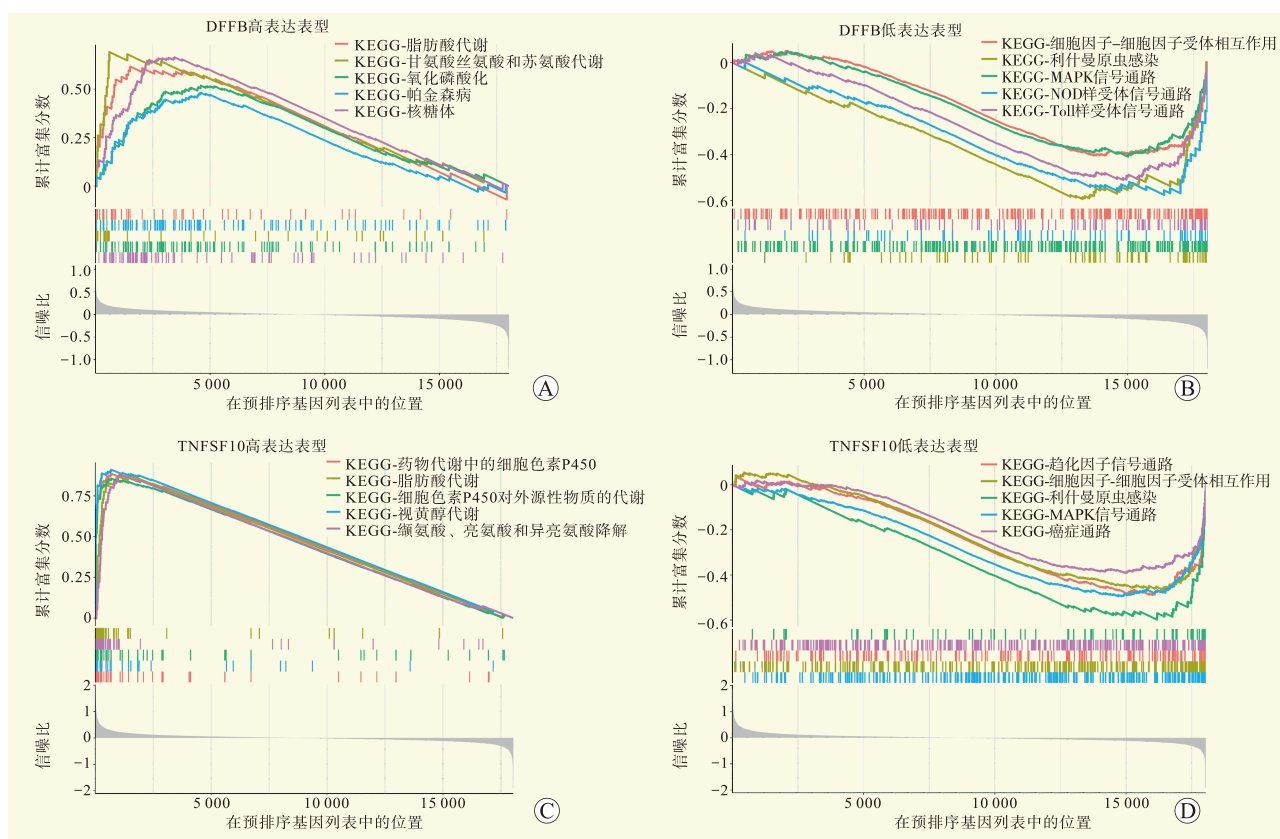 DFFB高表达表型
KEGG-脂肪酸代谢
KEGG-甘氨酸丝氨酸和苏氨酸代谢
KEGG-氧化磷酸化
KEGG-帕金森病
KEGG-核糖体
累计富集分数
0.50
0.25
0
信噪比
1.0
0.5
0
−0.5
−1.0
5 000
10 000
15 000
在预排序基因列表中的位置
A
DFFB低表达表型
KEGG-细胞因子–细胞因子受体相互作用
KEGG-利什曼原虫感染
KEGG-MAPK信号通路
KEGG-NOD样受体信号通路
KEGG-Toll样受体信号通路
累计富集分数
0
−0.2
−0.4
−0.6
信噪比
1.0
0.5
0
−0.5
−1.0
5 000
10 000
15 000
在预排序基因列表中的位置
B
TNFSF10高表达表型
KEGG-药物代谢中的细胞色素P450
KEGG-脂肪酸代谢
KEGG-细胞色素P450对外源性物质的代谢
KEGG-视黄醇代谢
KEGG-缬氨酸、亮氨酸和异亮氨酸降解
累计富集分数
0.75
0.50
0.25
0
信噪比
2
1
0
−1
−2
5 000
10 000
15 000
在预排序基因列表中的位置
C
TNFSF10低表达表型
KEGG-趋化因子信号通路
KEGG-细胞因子-细胞因子受体相互作用
KEGG-利什曼原虫感染
KEGG-MAPK信号通路
KEGG-癌症通路
累计富集分数
0
−0.2
−0.4
−0.6
信噪比
2
1
0
−1
−2
5 000
10 000
15 000
在预排序基因列表中的位置
D